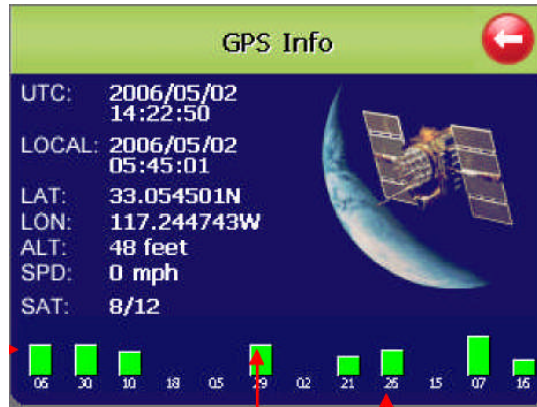 GPS Info
UTC: 2006/05/02
14:22:50
LOCAL: 2006/05/02
05:45:01
LAT: 33.054501N
LON: 117.244743W
ALT: 48 feet
SPD: 0 mph
SAT: 8/12
06 30 10 18 05 29 02 21 26 15 07 16